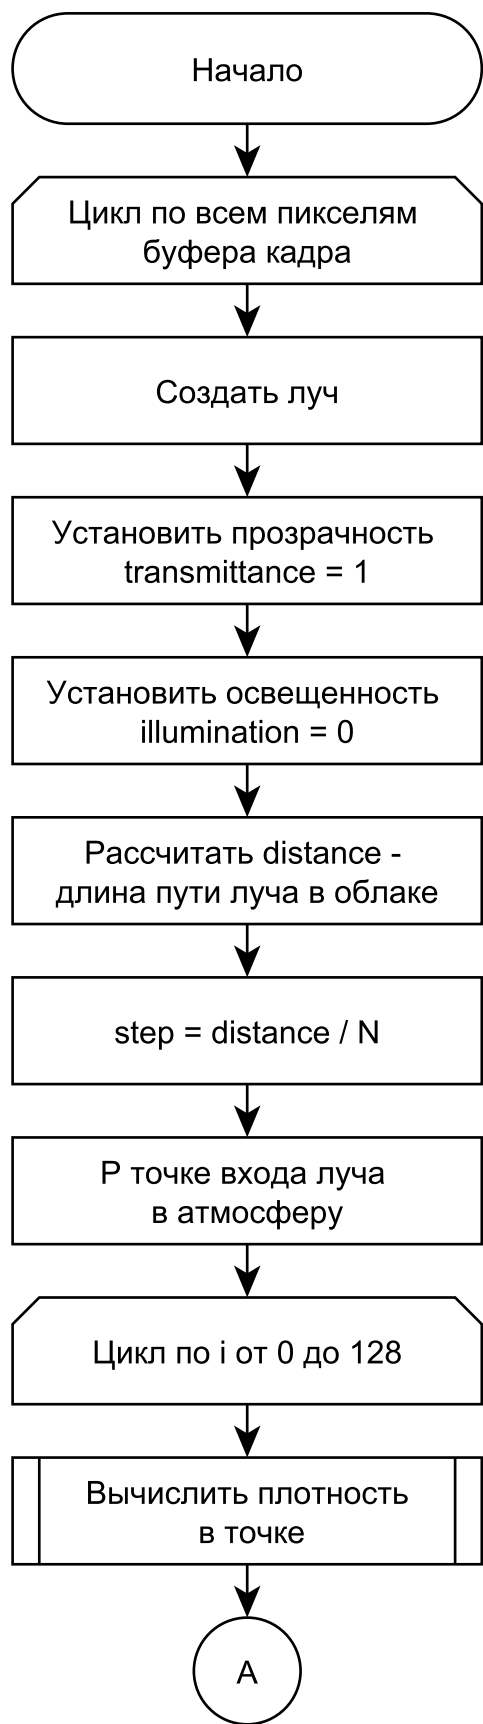 Начало
Цикл по всем пикселям
буфера кадра
Создать луч
Установить прозрачность
transmittance = 1
Установить освещенность
illumination = 0
Рассчитать distance -
длина пути луча в облаке
step = distance / N
P точке входа луча
в атмосферу
Цикл по i от 0 до 128
Вычислить плотность
в точке
A